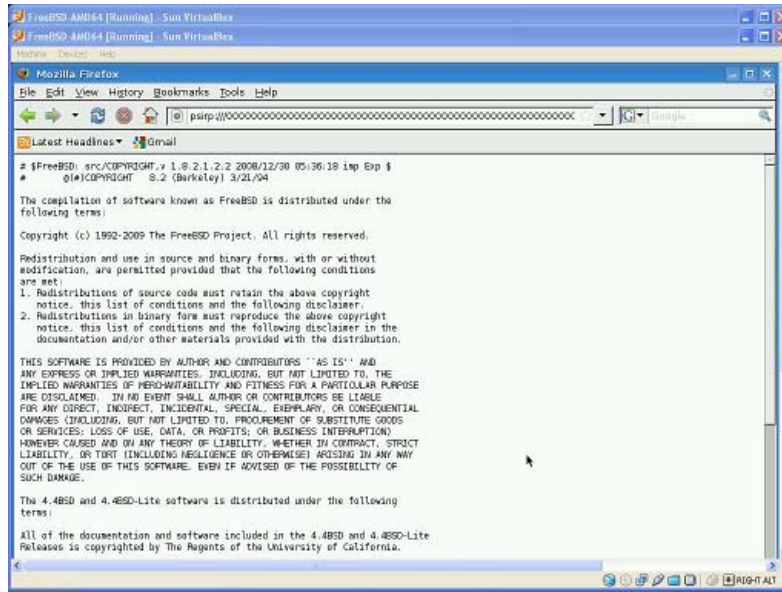 FreeBSD-AMD64 [Running] - Sun VirtualBox
FreeBSD-AMD64 [Running] - Sun VirtualBox
Machine Devices Help
Mozilla Firefox
File Edit View History Bookmarks Tools Help
Google
Latest Headlines Gmail
# $FreeBSD: src/COPYRIGHT,v 1.8.2.1.2.2 2008/12/30 05:36:18 imp Exp $
# @(#)COPYRIGHT 8.2 (Berkeley) 3/21/94
The compilation of software known as FreeBSD is distributed under the
following terms:
Copyright (c) 1992-2009 The FreeBSD Project. All rights reserved.
Redistribution and use in source and binary forms, with or without
modification, are permitted provided that the following conditions
are met:
1. Redistributions of source code must retain the above copyright
notice, this list of conditions and the following disclaimer.
2. Redistributions in binary form must reproduce the above copyright
notice, this list of conditions and the following disclaimer in the
documentation and/or other materials provided with the distribution.
THIS SOFTWARE IS PROVIDED BY AUTHOR AND CONTRIBUTORS ``AS IS'' AND
ANY EXPRESS OR IMPLIED WARRANTIES, INCLUDING, BUT NOT LIMITED TO, THE
IMPLIED WARRANTIES OF MERCHANTABILITY AND FITNESS FOR A PARTICULAR PURPOSE
ARE DISCLAIMED. IN NO EVENT SHALL AUTHOR OR CONTRIBUTORS BE LIABLE
FOR ANY DIRECT, INDIRECT, INCIDENTAL, SPECIAL, EXEMPLARY, OR CONSEQUENTIAL
DAMAGES (INCLUDING, BUT NOT LIMITED TO, PROCUREMENT OF SUBSTITUTE GOODS
OR SERVICES; LOSS OF USE, DATA, OR PROFITS; OR BUSINESS INTERRUPTION)
HOWEVER CAUSED AND ON ANY THEORY OF LIABILITY, WHETHER IN CONTRACT, STRICT
LIABILITY, OR TORT (INCLUDING NEGLIGENCE OR OTHERWISE) ARISING IN ANY WAY
OUT OF THE USE OF THIS SOFTWARE, EVEN IF ADVISED OF THE POSSIBILITY OF
SUCH DAMAGE.
The 4.4BSD and 4.4BSD-Lite software is distributed under the following
terms:
All of the documentation and software included in the 4.4BSD and 4.4BSD-Lite
Releases is copyrighted by The Regents of the University of California.
RIGHT ALT